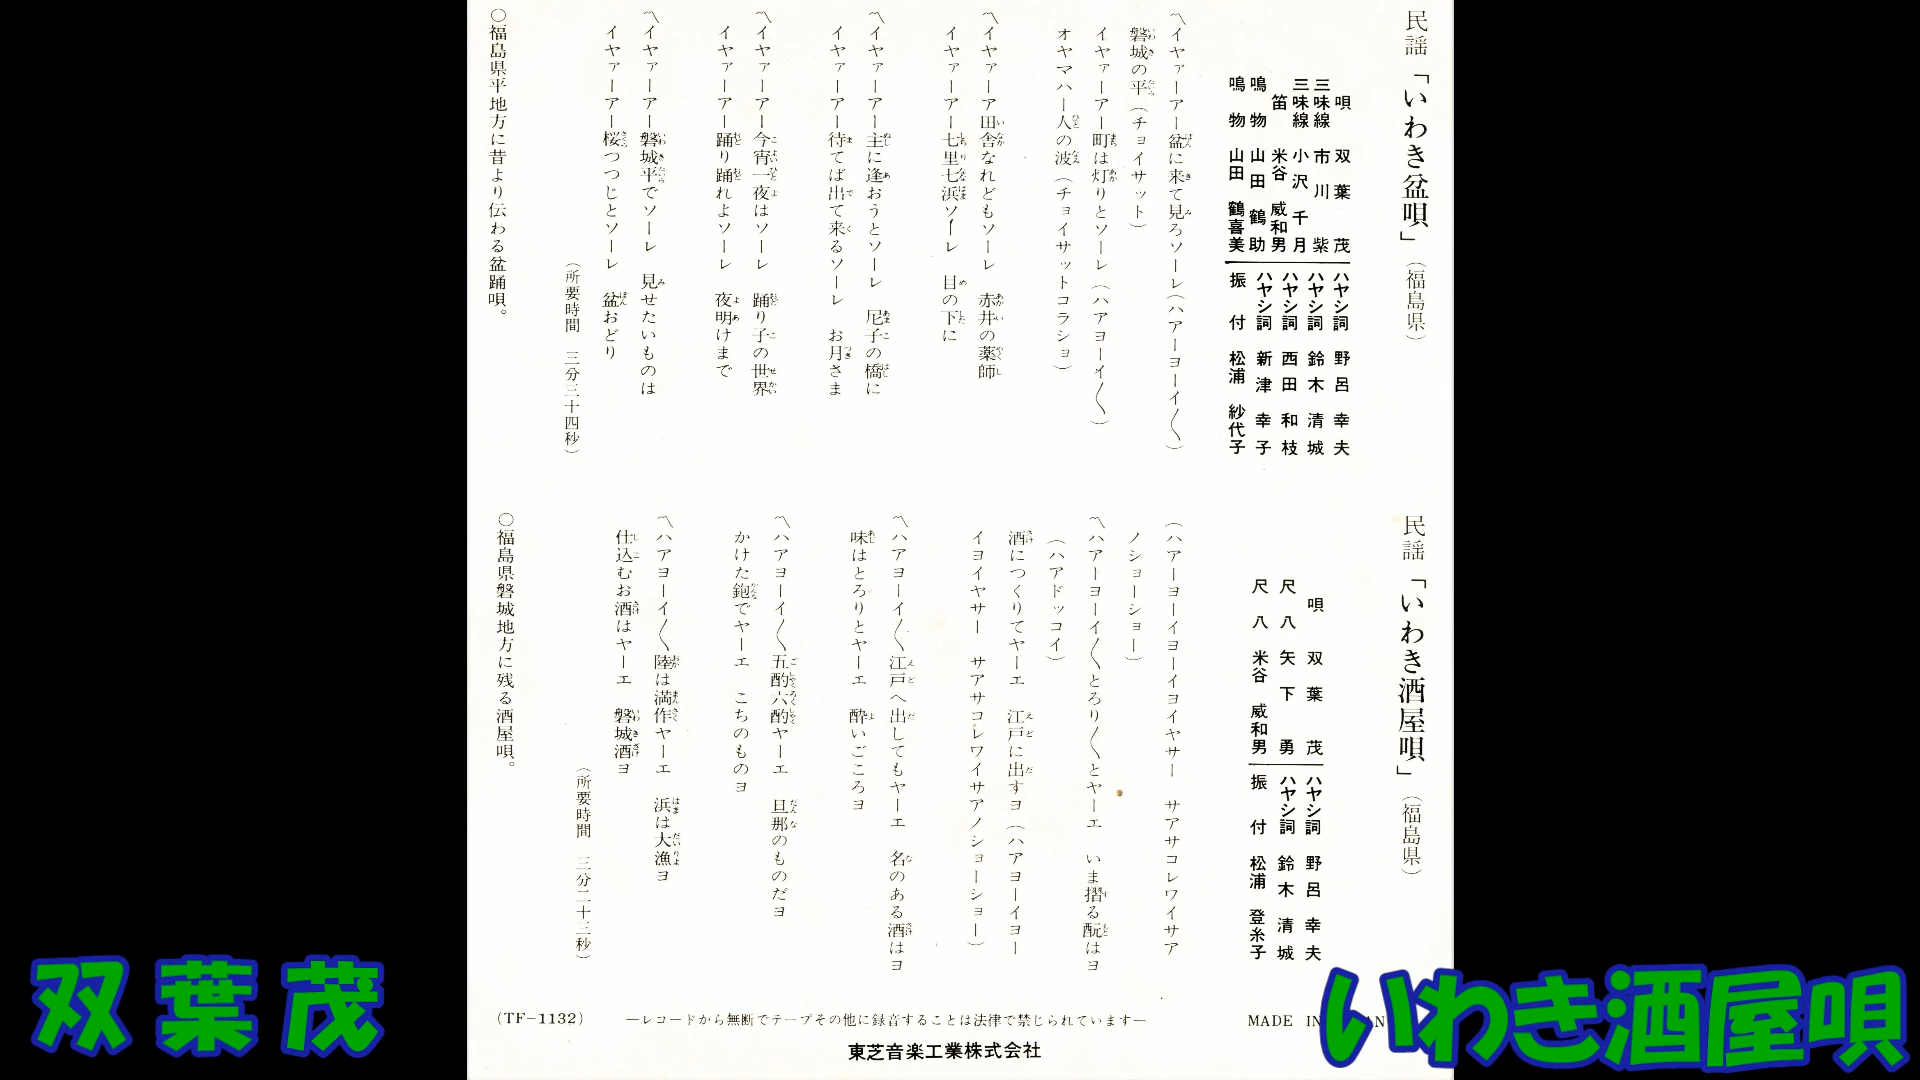 民謡「いわき盆唄」(福島県)
唄 双葉 茂
三味線 市川 紫
三味線 小沢 千月
笛 米谷 威和男
鳴物 山田 鶴助
鳴物 山田 鶴喜美
ハヤシ詞 野呂 幸夫
ハヤシ詞 鈴木 清城
ハヤシ詞 西田 和枝
ハヤシ詞 新津 幸子
振付 松浦 紗代子
〽イヤァーアー盆に来て見ろソーレ(ハアーヨーイ〱)
磐城の平(チョイサット)
イヤァーアー町は灯りとソーレ(ハアヨーイ〱)
オヤマハー人の波(チョイサットコラショ)
〽イヤァーア田舎なれどもソーレ 赤井の薬師
イヤァーアー七里七浜ソーレ 目の下に
〽イヤァーアー主に逢おうとソーレ 尼子の橋に
イヤァーアー待てば出て来るソーレ お月さま
〽イヤァーアー今宵一夜はソーレ 踊り子の世界
イヤァーアー踊り踊れよソーレ 夜明けまで
〽イヤァーアー磐城平でソーレ 見せたいものは
イヤァーアー桜つつじとソーレ 盆おどり
(所要時間 三分三十四秒)
○福島県平地方に昔より伝わる盆踊唄。
民謡「いわき酒屋唄」(福島県)
唄 双葉 茂
尺八 矢下 勇
尺八 米谷 威和男
ハヤシ詞 野呂 幸夫
ハヤシ詞 鈴木 清城
振付 松浦 登糸子
(ハアーヨーイヨーイヨイヤサー サアサコレワイサア
ノショーショー)
〽ハアーヨーイ〱とろり〱とヤーエ いま摺る酛はヨ
(ハアドッコイ)
酒につくりてヤーエ 江戸に出すヨ(ハアヨーイヨー
イヨイヤサー サアサコレワイサアノショーショー)
〽ハアヨーイ〱江戸へ出してもヤーエ 名のある酒はヨ
味はとろりとヤーエ 酔いごころヨ
〽ハアヨーイ〱五酌六酌ヤーエ 旦那のものだヨ
かけた鉋でヤーエ こちのものヨ
〽ハアヨーイ〱陸は満作ヤーエ 浜は大漁ヨ
仕込むお酒はヤーエ 磐城酒ヨ
(所要時間 三分二十三秒)
○福島県磐城地方に残る酒屋唄。
(TF-1132) ―レコードから無断でテープその他に録音することは法律で禁じられています― MADE IN
東芝音楽工業株式会社
双葉茂
いわき酒屋唄